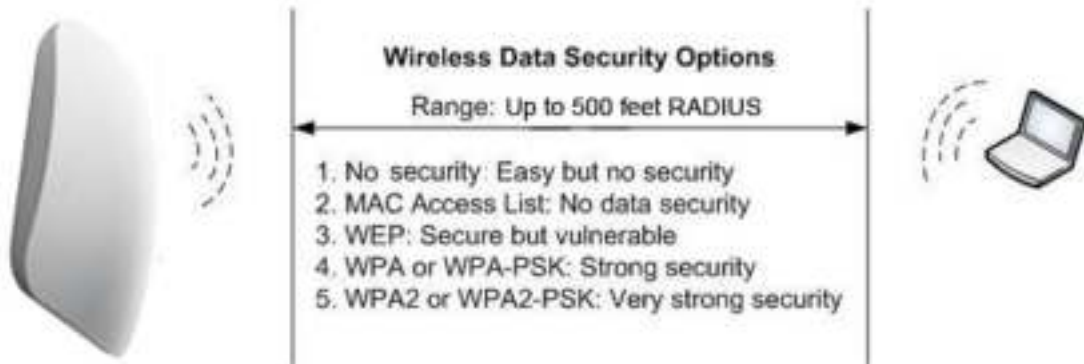 Wireless Data Security Options
Range: Up to 500 feet RADIUS
1. No security: Easy but no security
2. MAC Access List: No data security
3. WEP: Secure but vulnerable
4. WPA or WPA-PSK: Strong security
5. WPA2 or WPA2-PSK: Very strong security